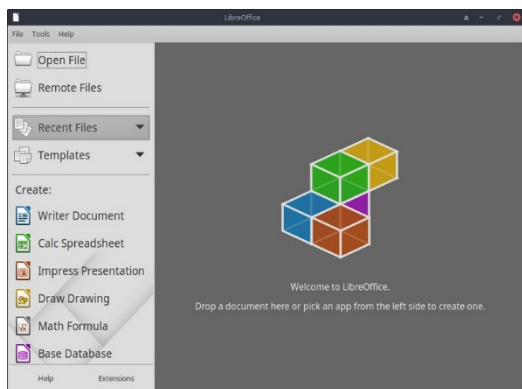 LibreOffice
File Tools Help
Open File
Remote Files
Recent Files
Templates
Create:
Writer Document
Calc Spreadsheet
Impress Presentation
Draw Drawing
Math Formula
Base Database
Help Extensions
Welcome to LibreOffice.
Drop a document here or pick an app from the left side to create one.